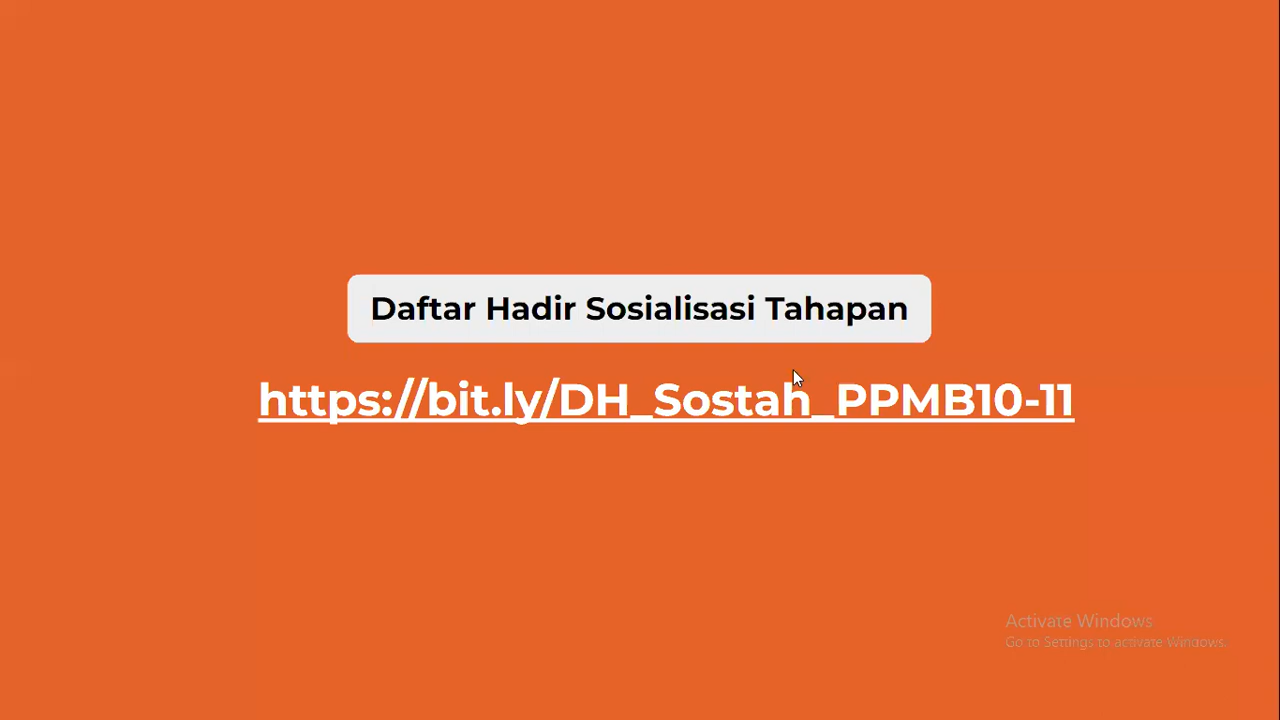 Daftar Hadir Sosialisasi Tahapan
https://bit.ly/DH_Sostah_PPMB10-11
Activate Windows
Go to Settings to activate Windows.